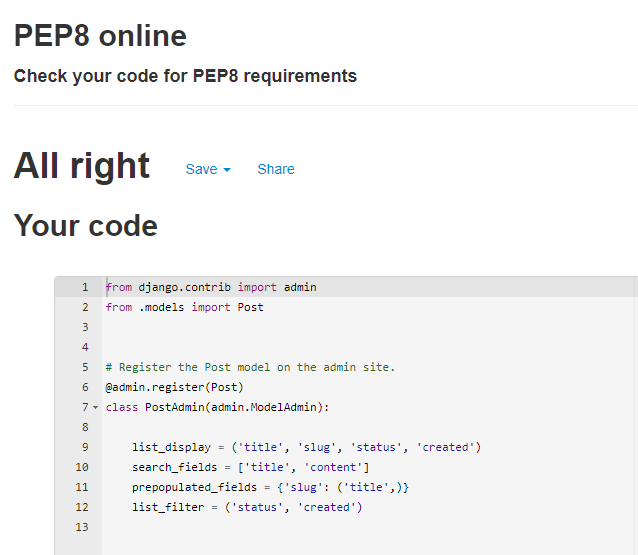 PEP8 online
Check your code for PEP8 requirements
All right Save Share
Your code
1 from django.contrib import admin
2 from .models import Post
3
4
5 # Register the Post model on the admin site.
6 @admin.register(Post)
7 class PostAdmin(admin.ModelAdmin):
8
9     list_display = ('title', 'slug', 'status', 'created')
10     search_fields = ['title', 'content']
11     prepopulated_fields = {'slug': ('title',)}
12     list_filter = ('status', 'created')
13